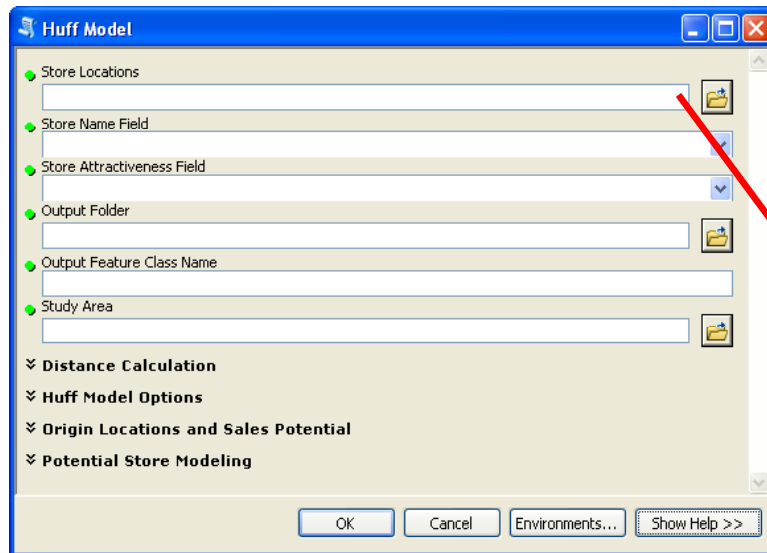 Huff Model
Store Locations
Store Name Field
Store Attractiveness Field
Output Folder
Output Feature Class Name
Study Area
Distance Calculation
Huff Model Options
Origin Locations and Sales Potential
Potential Store Modeling
OK Cancel Environments... Show Help >>